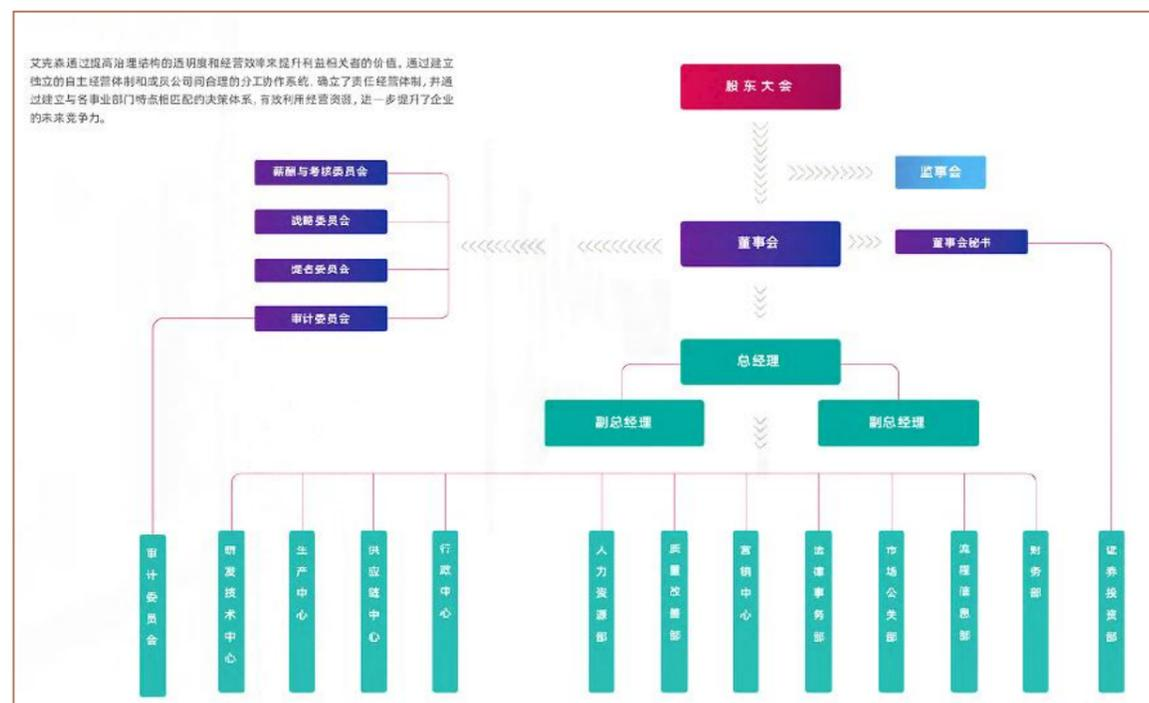 艾克森通过提高治理结构的透明度和经营效率来提升利益相关者的价值。通过建立
独立的自主经营体制和成员公司间合理的分工协作系统，确立了责任经营体制，并通
过建立与各事业部门特点相匹配的决策体系，有效利用经营资源，进一步提升了企业
的未来竞争力。
股东大会
监事会
薪酬与考核委员会
战略委员会
提名委员会
审计委员会
董事会
董事会秘书
总经理
副总经理
副总经理
审计委员会
研发技术中心
生产中心
供应链中心
行政中心
人力资源部
质量改善部
营销中心
法律事务部
市场公关部
流程信息部
财务部
证券投资部